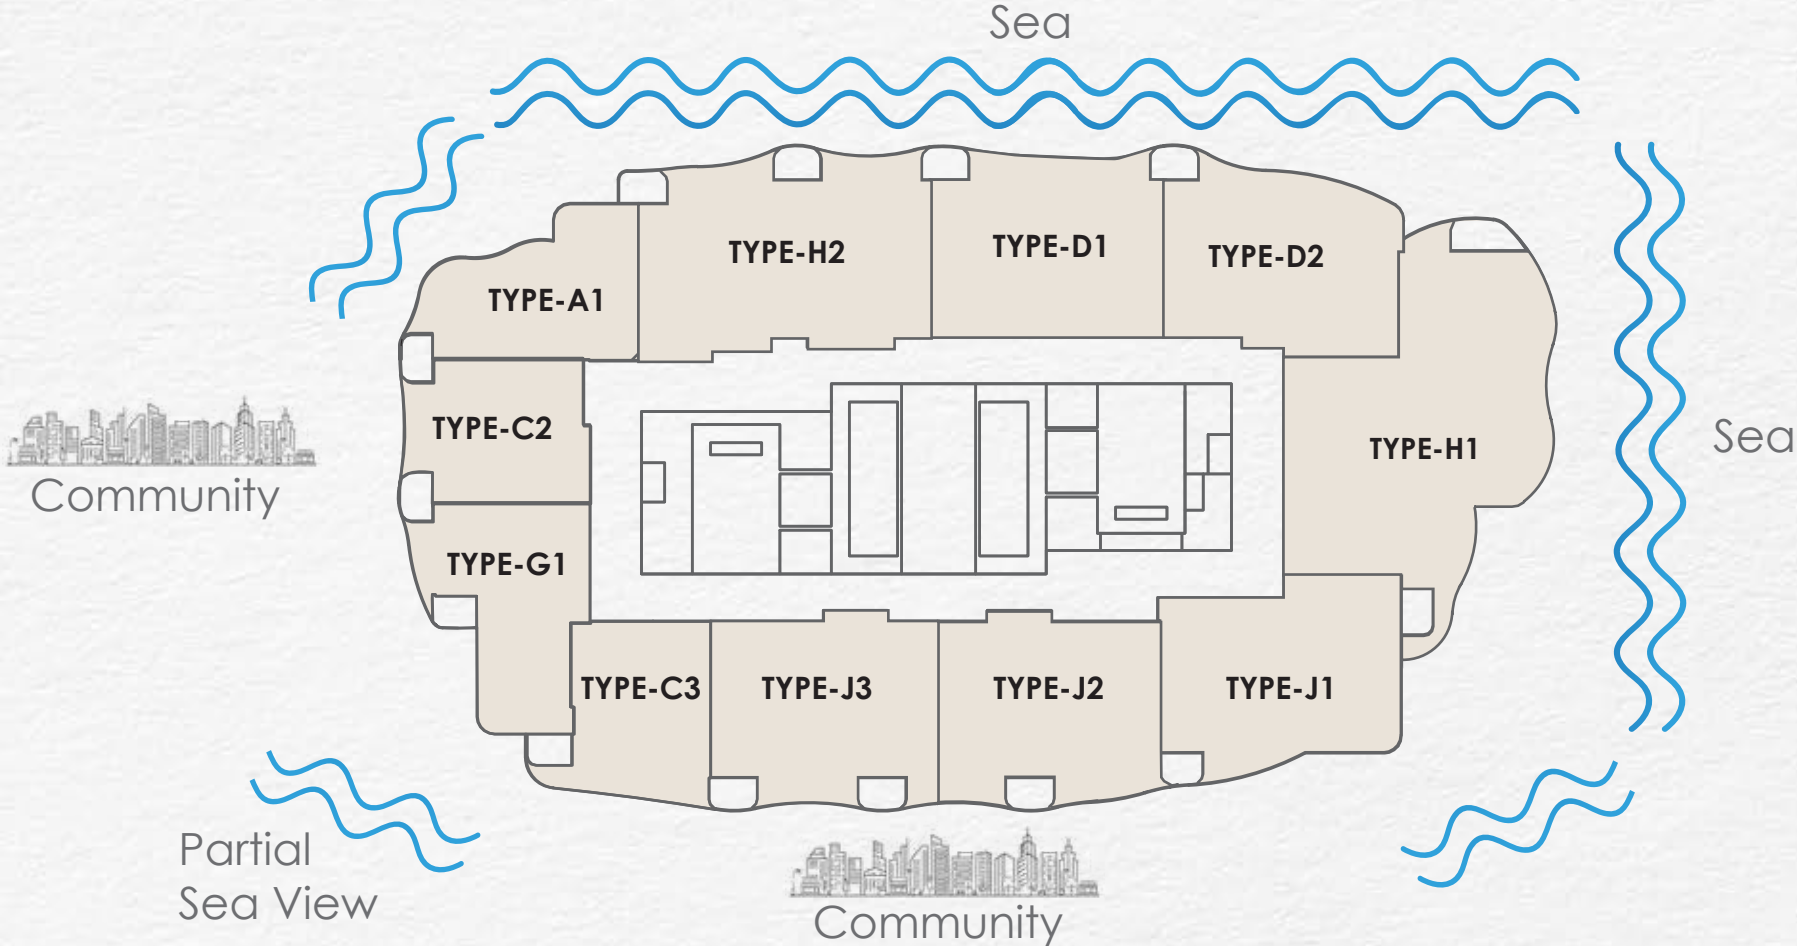 Sea
TYPE-H2
TYPE-D1
TYPE-D2
TYPE-A1
TYPE-C2
TYPE-H1
Sea
Community
TYPE-G1
TYPE-C3
TYPE-J3
TYPE-J2
TYPE-J1
Partial
Sea View
Community